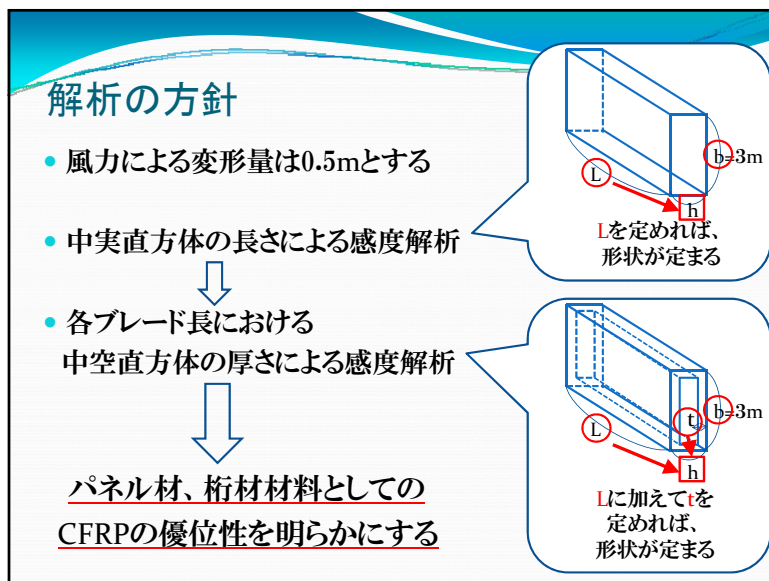 解析の方針
• 風力による変形量は0.5mとする
• 中実直方体の長さによる感度解析
• 各ブレード長における
中空直方体の厚さによる感度解析
パネル材、桁材材料としての
CFRPの優位性を明らかにする
b=3m
L
h
Lを定めれば、
形状が定まる
t
b=3m
L
h
Lに加えてtを
定めれば、
形状が定まる